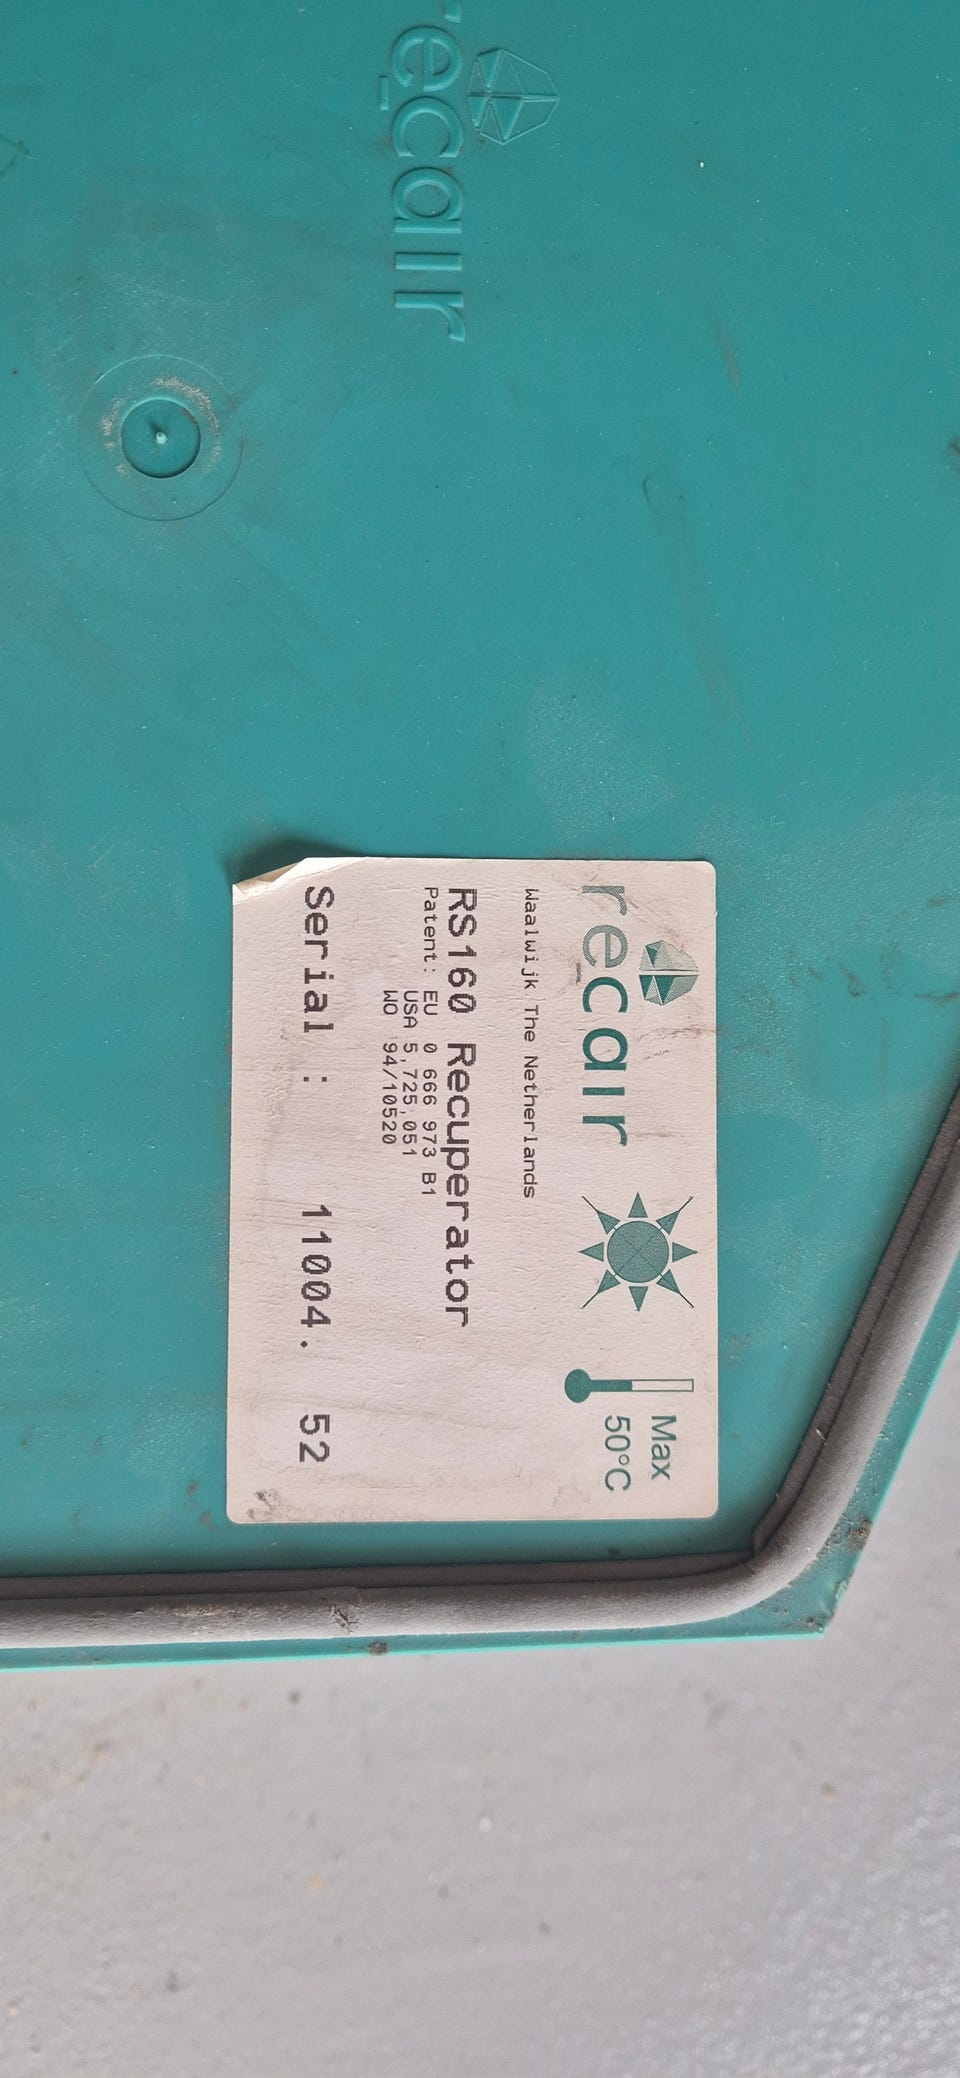 recair
recair
Waalwijk The Netherlands
Max
50°C
RS160 Recuperator
Patent: EU 0 666 973 B1
USA 5,725,051
WO 94/10520
Serial : 11004. 52